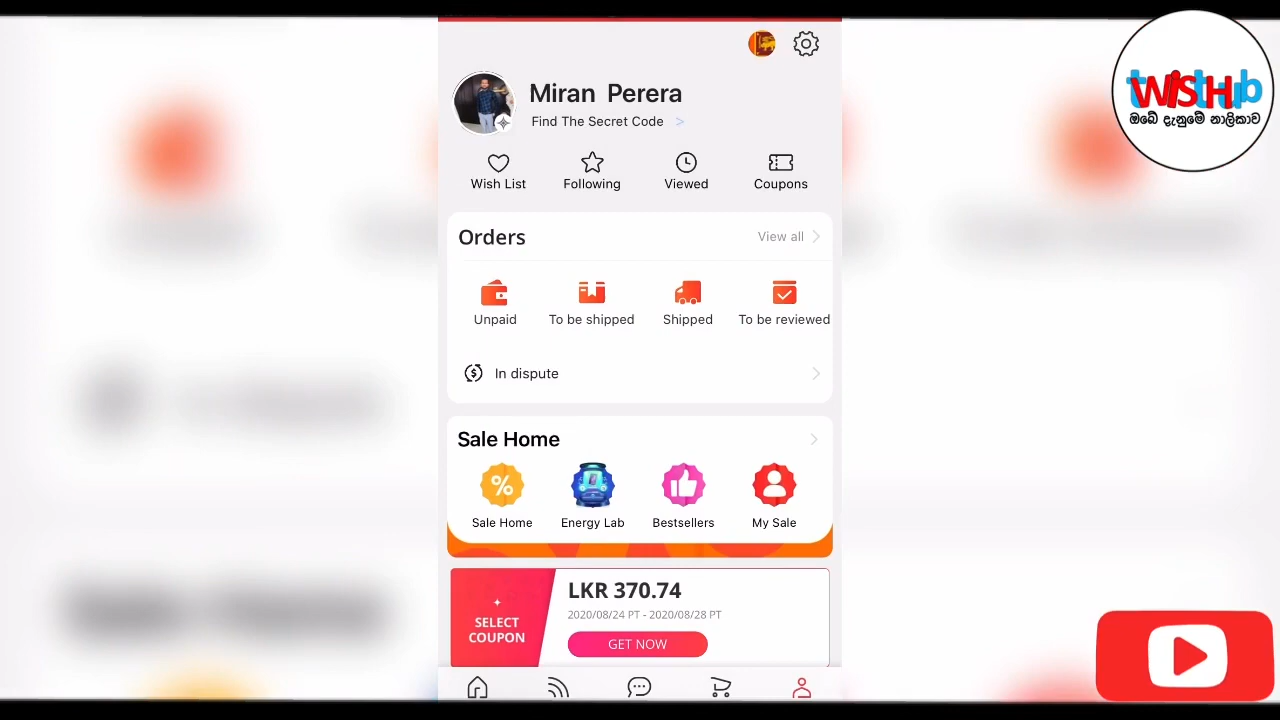 twistHub
ඔබේ දැනුමේ නාලිකාව
Miran Perera
Find The Secret Code >
Wish List
Following
Viewed
Coupons
Orders
View all
Unpaid
To be shipped
Shipped
To be reviewed
In dispute
Sale Home
%
Sale Home
Energy Lab
Bestsellers
My Sale
SELECT
COUPON
LKR 370.74
2020/08/24 PT - 2020/08/28 PT
GET NOW